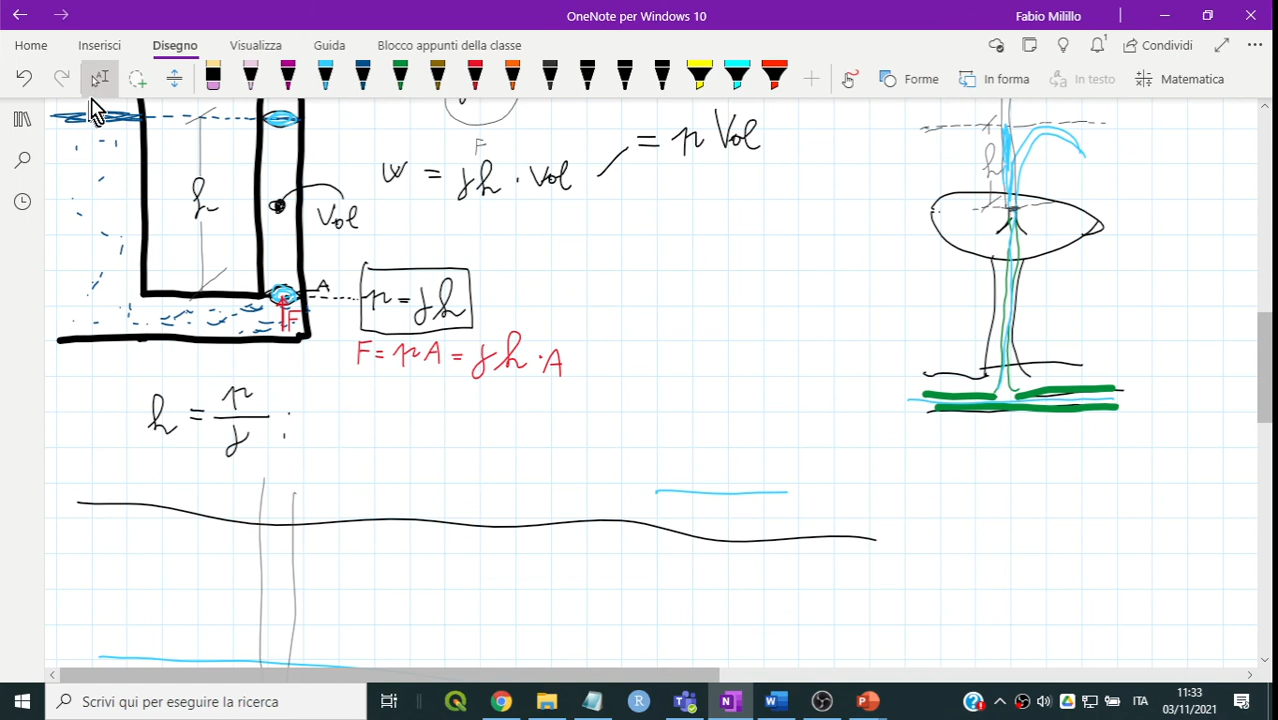 OneNote per Windows 10
Fabio Milillo
Home
Inserisci
Disegno
Visualizza
Guida
Blocco appunti della classe
Condividi
Forme
In forma
In testo
Matematica
F
w = γh · Vol = p Vol
h
Vol
A
p = γh
F
F = pA = γh · A
h = p/γ ;
h
Scrivi qui per eseguire la ricerca
ITA
11:33
03/11/2021